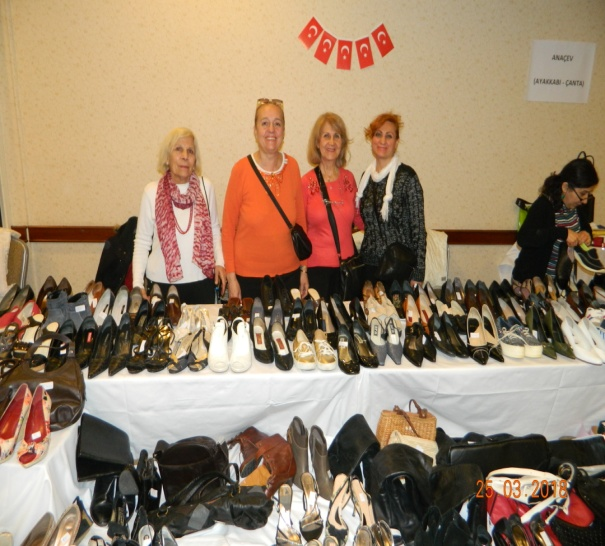 ANAÇEV
(AYAKKABI - ÇANTA)
25 03 2018